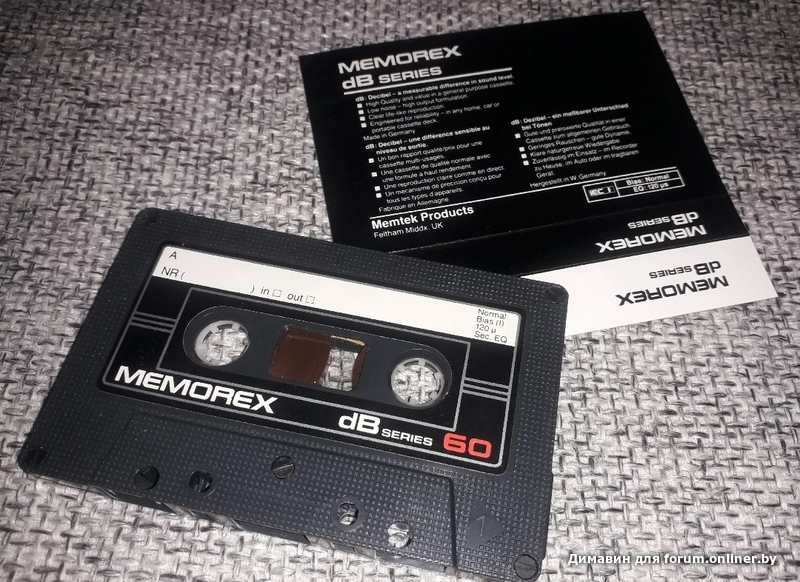 MEMOREX
dB SERIES
dB: Decibel – a measurable difference in sound level.
■ High Quality and value in a general purpose cassette.
■ Low noise – high output formulation.
■ Clear life-like reproduction
■ Engineered for reliability – in any home, car or
portable cassette deck.
Made in Germany
dB: Decibel – une différence sensible au
niveau de sortie.
■ Un bon rapport qualité/prix pour une
cassette multi-usages.
■ Une cassette de qualité normale avec
une formule à haut rendement.
■ Une reproduction claire comme en direct.
■ Un mécanisme de précision conçu pour
tous les types d'appareils.
Fabrique en Allemagne
dB: Dezibel – ein meßbarer Unterschied
bei Tönen
■ Gute und preiswerte Qualität in einer
Cassette zum allgemeinen Gebrauch.
■ Geringes Rauschen – gute Dynamik.
■ Klare naturgetreue Wiedergabe.
■ Zuverlässig im Einsatz – im Recorder
zu Hause, im Auto oder im tragbaren
Gerät.
Hergestellt in W. Germany
IEC I
Bias: Normal
EQ: 120 µs
Memtek Products
Feltham Middx. UK
MEMOREX
dB SERIES
MEMOREX
dB SERIES
A
NR ( ) in □ out □
Normal
Bias (I)
120 µ
Sec. EQ
MEMOREX
dB SERIES 60
1
Димавин для forum.onliner.by